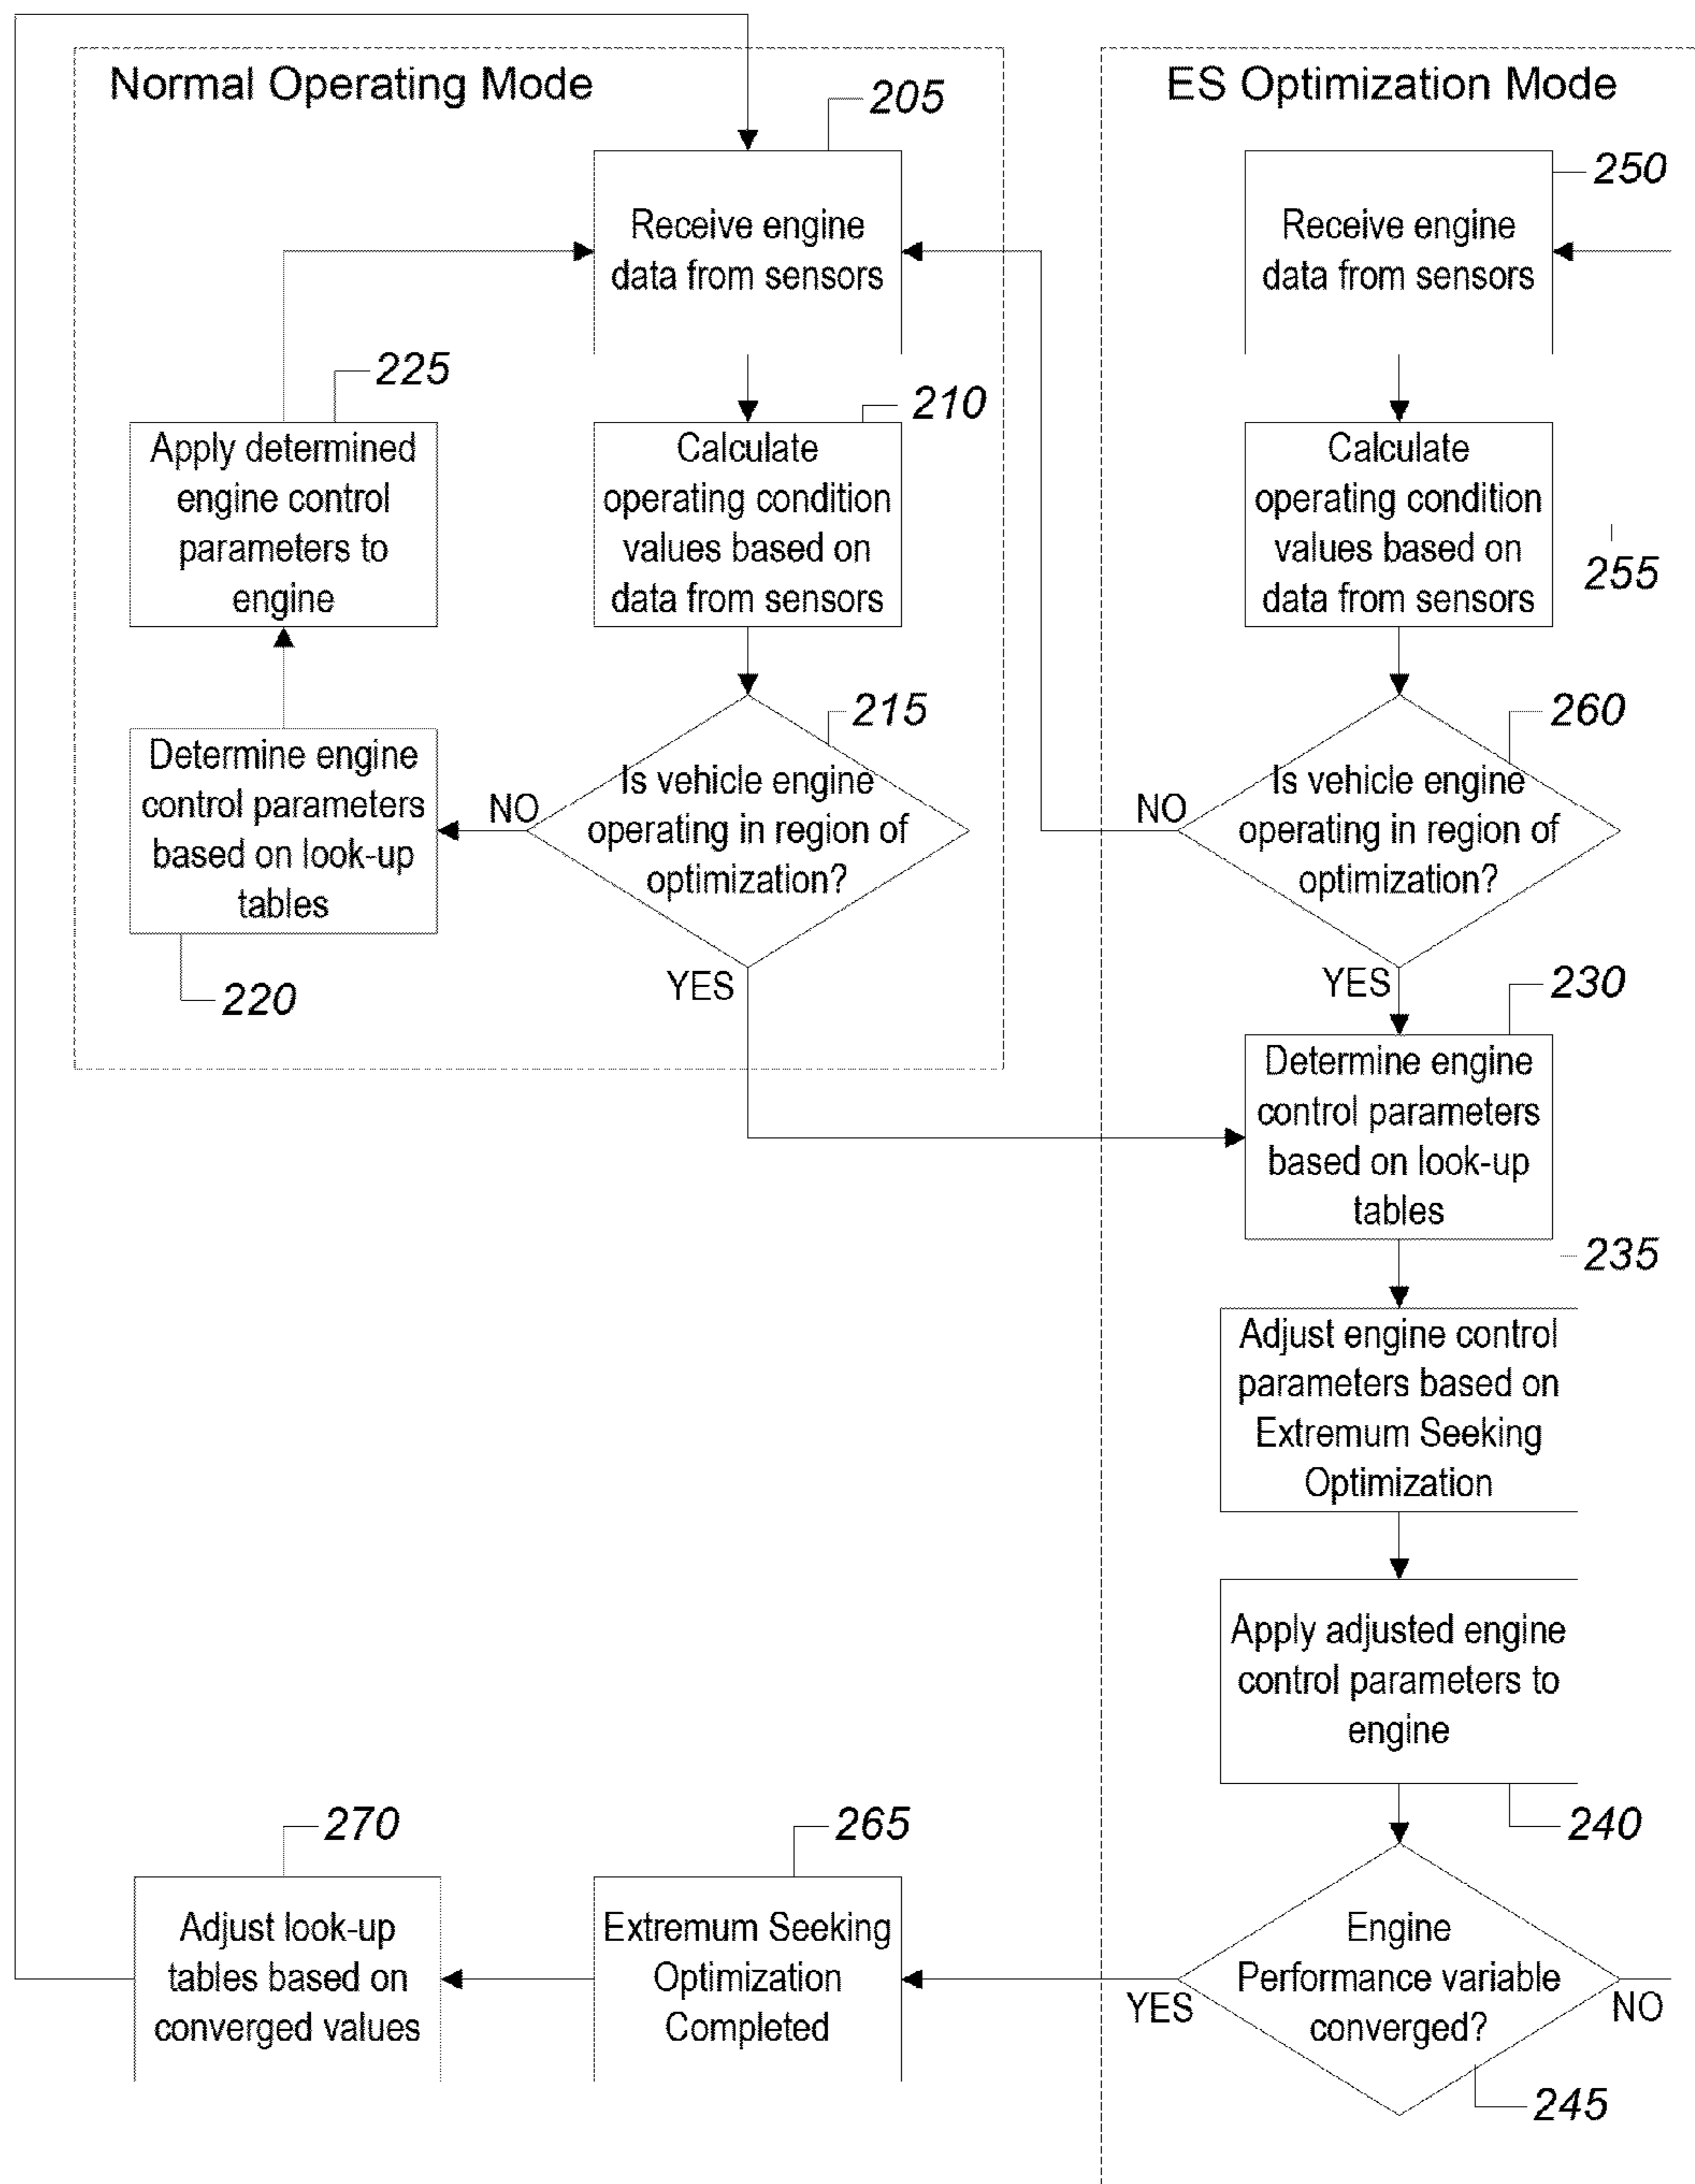 Normal Operating Mode
205
Receive engine
data from sensors
210
Calculate
operating condition
values based on
data from sensors
215
Is vehicle engine
operating in region of
optimization?
NO
YES
Determine engine
control parameters
based on look-up
tables
220
225
Apply determined
engine control
parameters to
engine
ES Optimization Mode
250
Receive engine
data from sensors
Calculate
operating condition
values based on
data from sensors
255
260
Is vehicle engine
operating in region of
optimization?
NO
YES
230
Determine engine
control parameters
based on look-up
tables
235
Adjust engine control
parameters based on
Extremum Seeking
Optimization
Apply adjusted engine
control parameters to
engine
240
Engine
Performance variable
converged?
YES
NO
245
265
Extremum Seeking
Optimization
Completed
270
Adjust look-up
tables based on
converged values